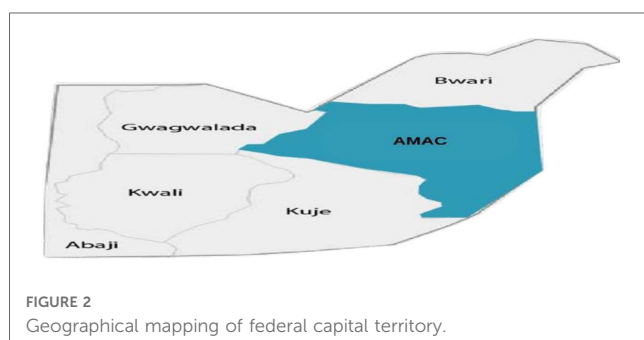 Bwari
Gwagwalada
AMAC
Kwali
Kuje
Abaji
FIGURE 2
Geographical mapping of federal capital territory.